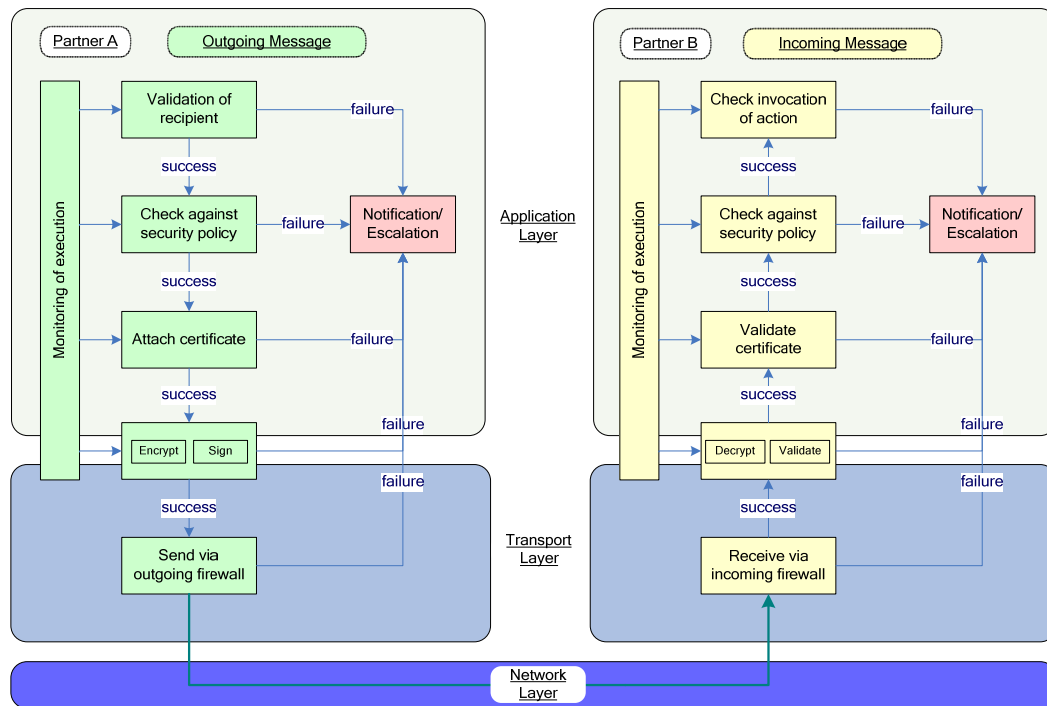 Partner A
Outgoing Message
Monitoring of execution
Validation of
recipient
failure
success
Check against
security policy
failure
Notification/
Escalation
success
Attach certificate
failure
success
Encrypt
Sign
failure
failure
success
Send via
outgoing firewall
Application
Layer
Transport
Layer
Network
Layer
Partner B
Incoming Message
Monitoring of execution
Check invocation
of action
failure
success
Check against
security policy
failure
Notification/
Escalation
success
Validate
certificate
failure
success
Decrypt
Validate
failure
failure
success
Receive via
incoming firewall